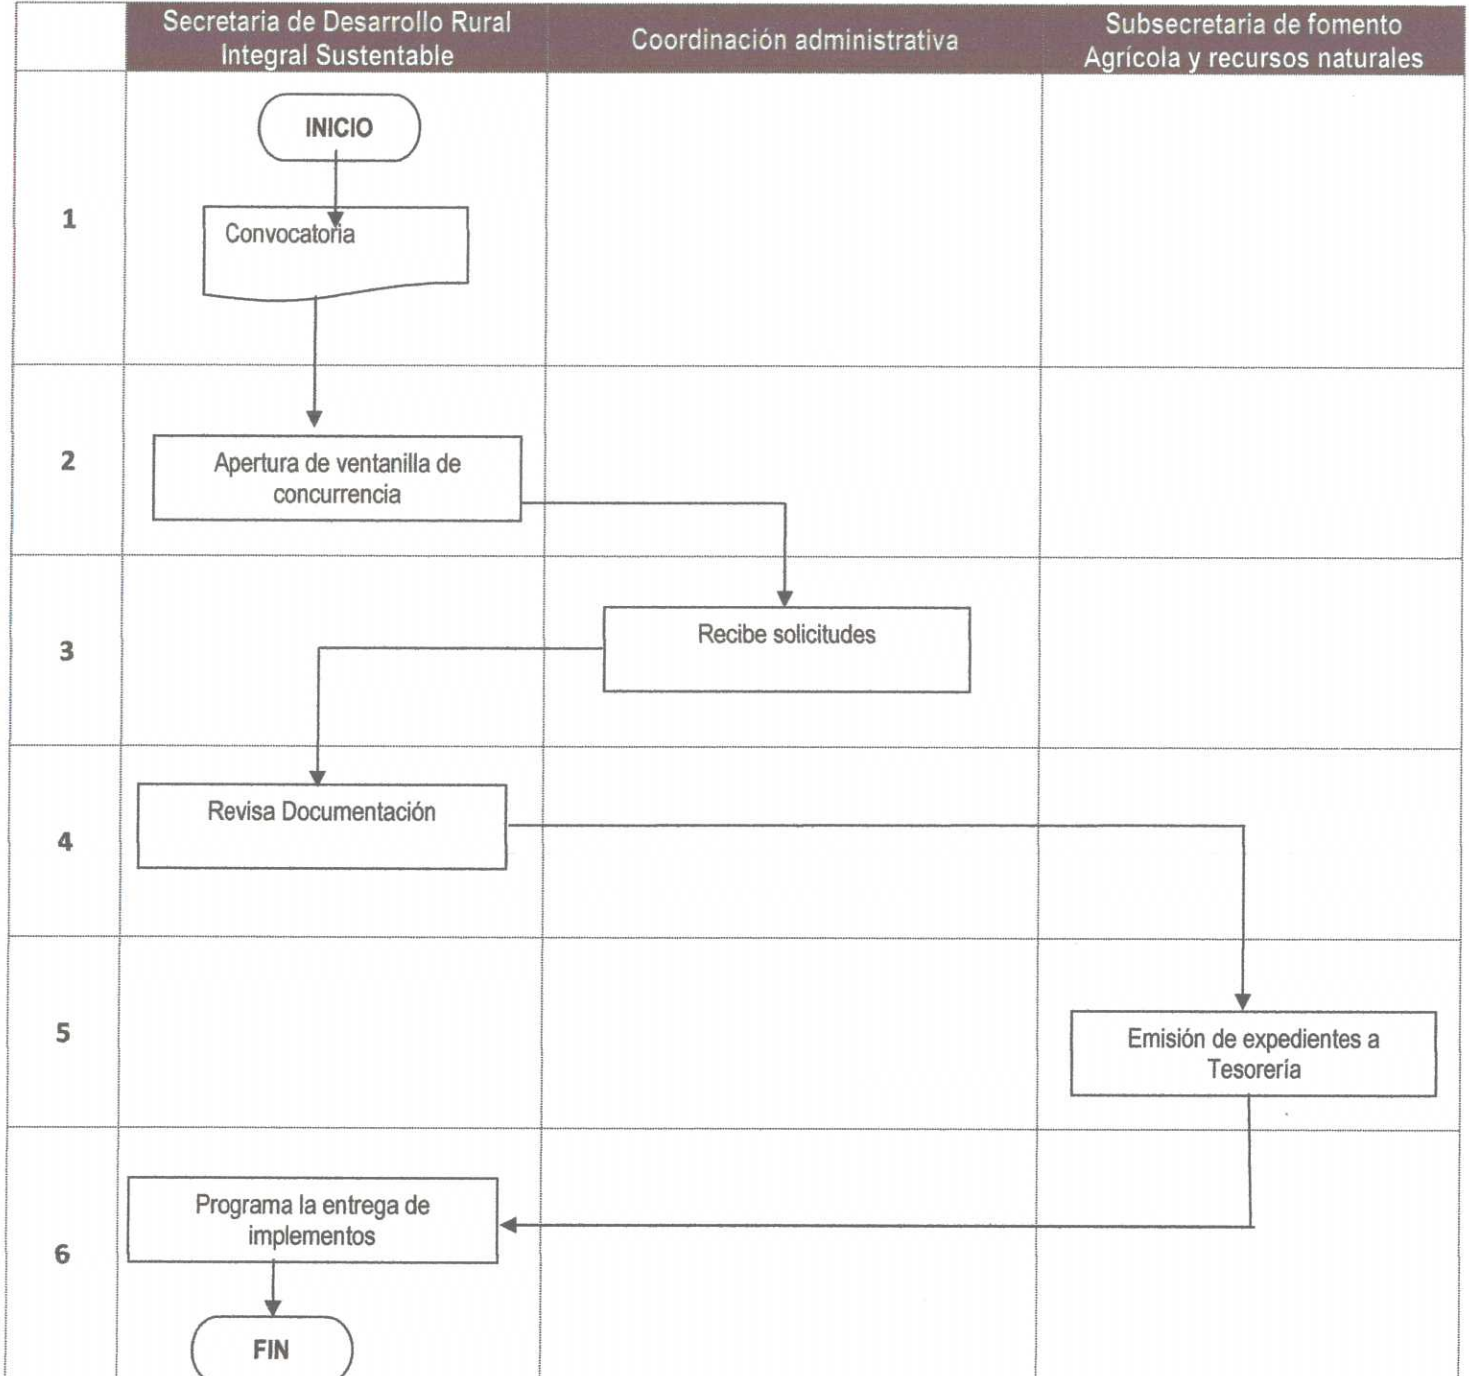 Secretaria de Desarrollo Rural
Integral Sustentable
Coordinación administrativa
Subsecretaria de fomento
Agrícola y recursos naturales
INICIO
1
Convocatoria
2
Apertura de ventanilla de
concurrencia
3
Recibe solicitudes
4
Revisa Documentación
5
Emisión de expedientes a
Tesorería
6
Programa la entrega de
implementos
FIN